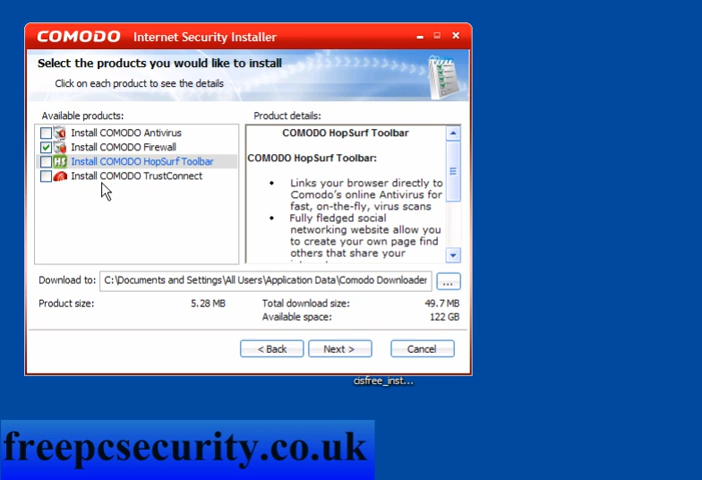 COMODO Internet Security Installer
Select the products you would like to install
Click on each product to see the details
Available products:
Install COMODO Antivirus
Install COMODO Firewall
HS Install COMODO HopSurf Toolbar
Install COMODO TrustConnect
Product details:
COMODO HopSurf Toolbar
COMODO HopSurf Toolbar:
Links your browser directly to
Comodo's online Antivirus for
fast, on-the-fly, virus scans
Fully fledged social
networking website allow you
to create your own page find
others that share your
Download to: C:\Documents and Settings\All Users\Application Data\Comodo Downloader ...
Product size: 5.28 MB
Total download size: 49.7 MB
Available space: 122 GB
< Back Next > Cancel
cisfree_inst...
freepcsecurity.co.uk